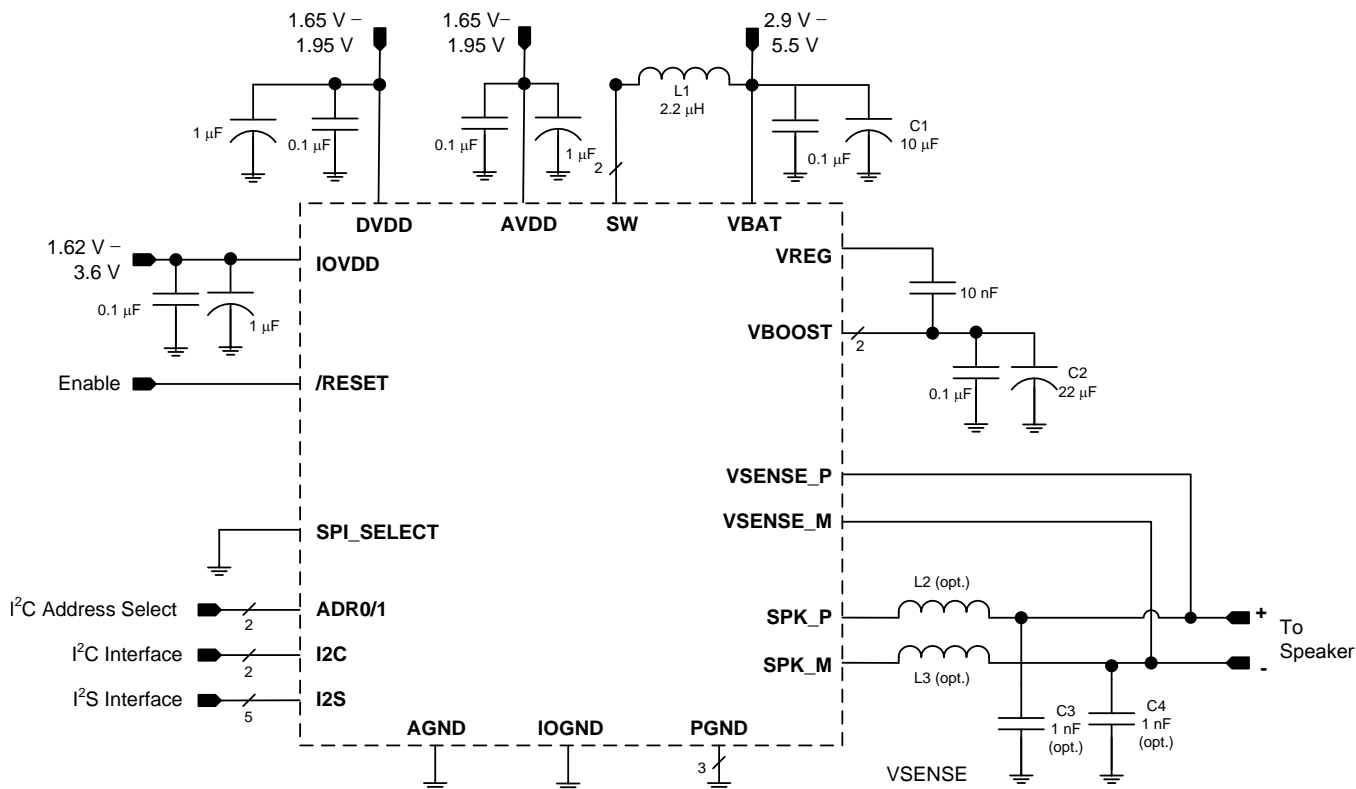 1.65 V –
1.95 V
1.65 V–
1.95 V
2.9 V –
5.5 V
L1
2.2 μH
1 μF
0.1 μF
0.1 μF
1 μF
2
0.1 μF
C1
10 μF
DVDD
AVDD
SW
VBAT
1.62 V –
3.6 V
IOVDD
0.1 μF
1 μF
VREG
10 nF
VBOOST
2
0.1 μF
C2
22 μF
Enable
/RESET
VSENSE_P
VSENSE_M
SPI_SELECT
I²C Address Select
2
ADR0/1
I²C Interface
2
I2C
I²S Interface
5
I2S
L2 (opt.)
SPK_P
SPK_M
L3 (opt.)
+
-
To
Speaker
C3
1 nF
(opt.)
C4
1 nF
(opt.)
AGND
IOGND
PGND
3
VSENSE